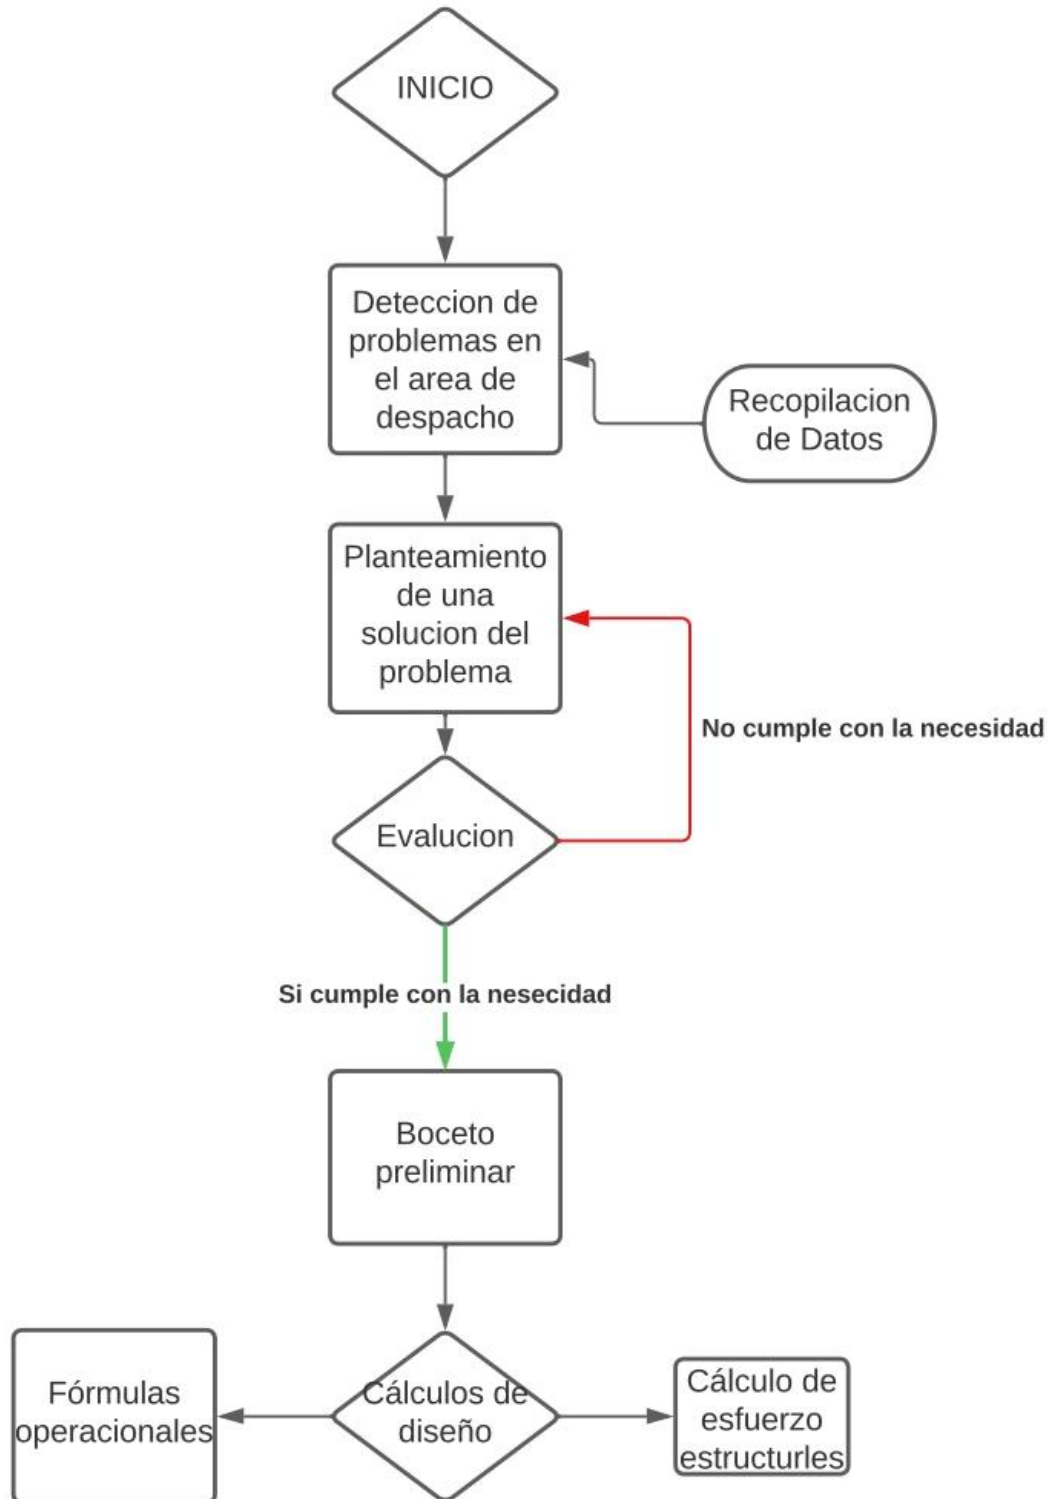 INICIO
Deteccion de
problemas en
el area de
despacho
Recopilacion
de Datos
Planteamiento
de una
solucion del
problema
No cumple con la necesidad
Evalucion
Si cumple con la nesecidad
Boceto
preliminar
Fórmulas
operacionales
Cálculos de
diseño
Cálculo de
esfuerzo
estructurles